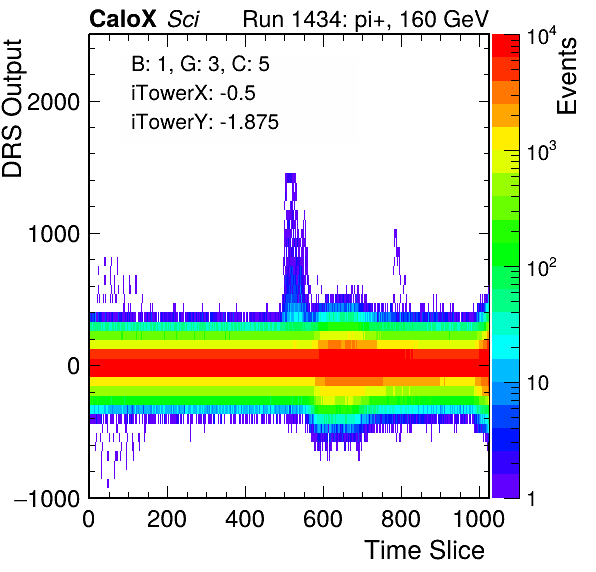 CaloX Sci Run 1434: pi+, 160 GeV
B: 1, G: 3, C: 5
iTowerX: -0.5
iTowerY: -1.875
DRS Output
2000
1000
0
−1000
0 200 400 600 800 1000
Time Slice
Events
10^4
10^3
10^2
10
1